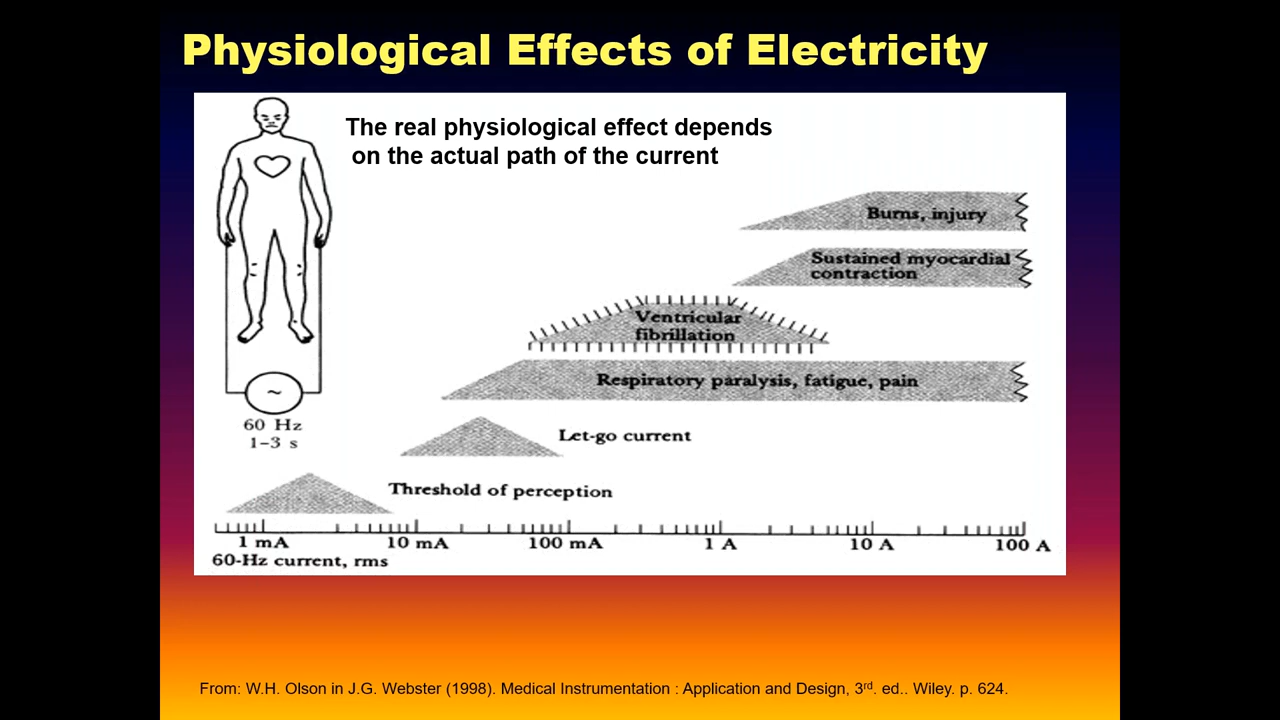 Physiological Effects of Electricity
The real physiological effect depends
on the actual path of the current
Burns, injury
Sustained myocardial
contraction
Ventricular
fibrillation
Respiratory paralysis, fatigue, pain
~
60 Hz
1–3 s
Let-go current
Threshold of perception
1 mA 10 mA 100 mA 1 A 10 A 100 A
60-Hz current, rms
From: W.H. Olson in J.G. Webster (1998). Medical Instrumentation : Application and Design, 3rd. ed.. Wiley. p. 624.